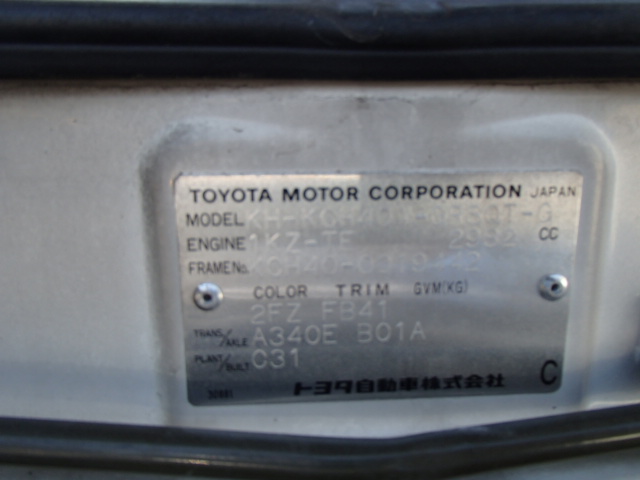 TOYOTA MOTOR CORPORATION JAPAN
MODEL
ENGINE 1KZ-TE 2982 CC
FRAME No.
COLOR TRIM GVM(KG)
2FZ FB41
TRANS/AXLE A340E B01A
PLANT/BUILT C31
トヨタ自動車株式会社 C